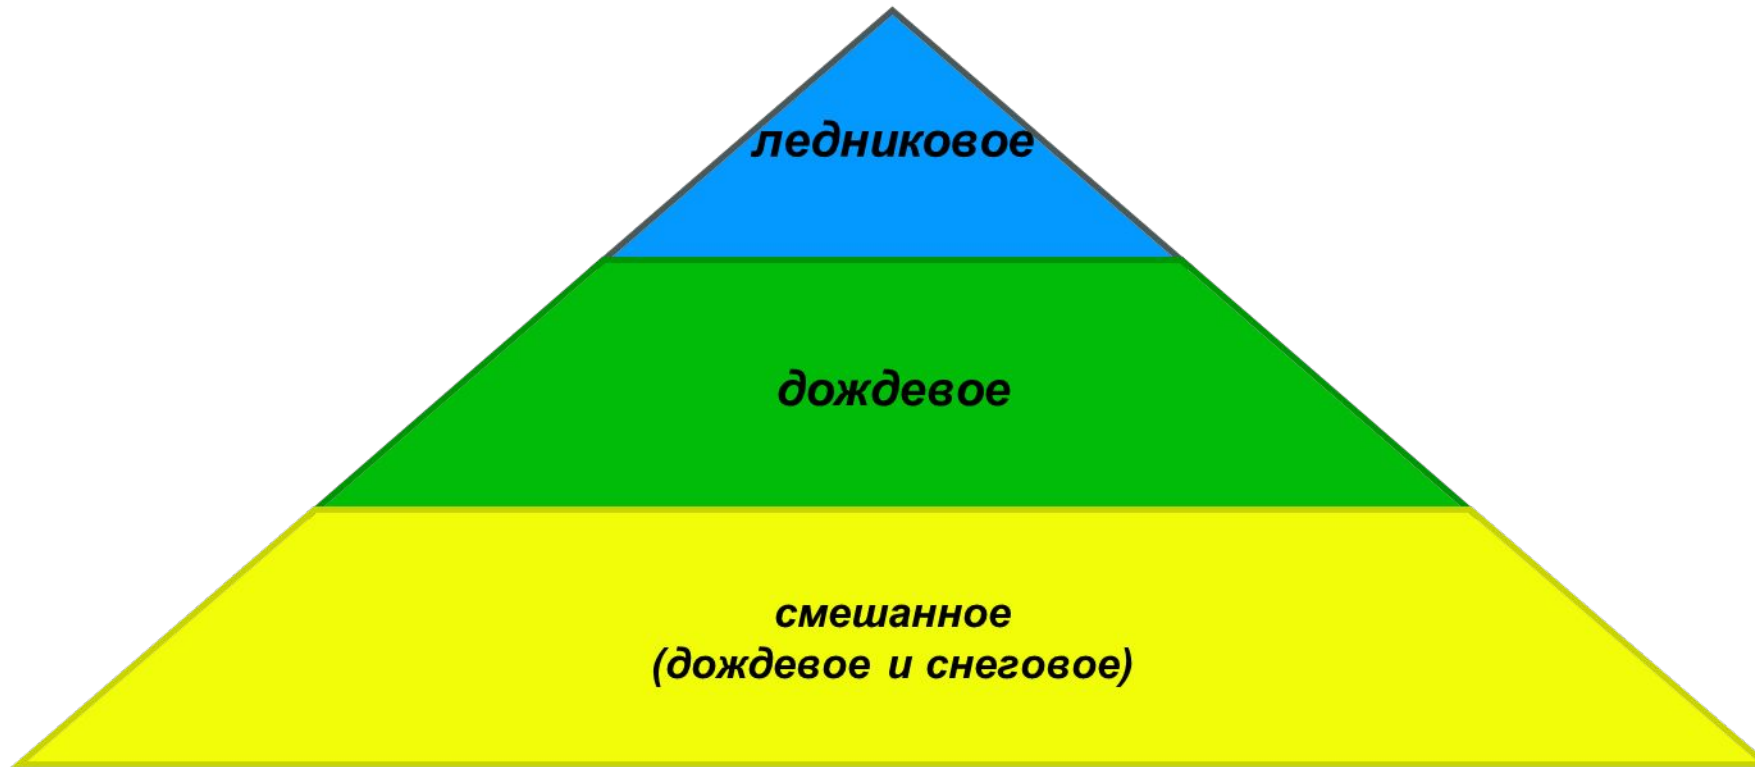 ледниковое
дождевое
смешанное
(дождевое и снеговое)